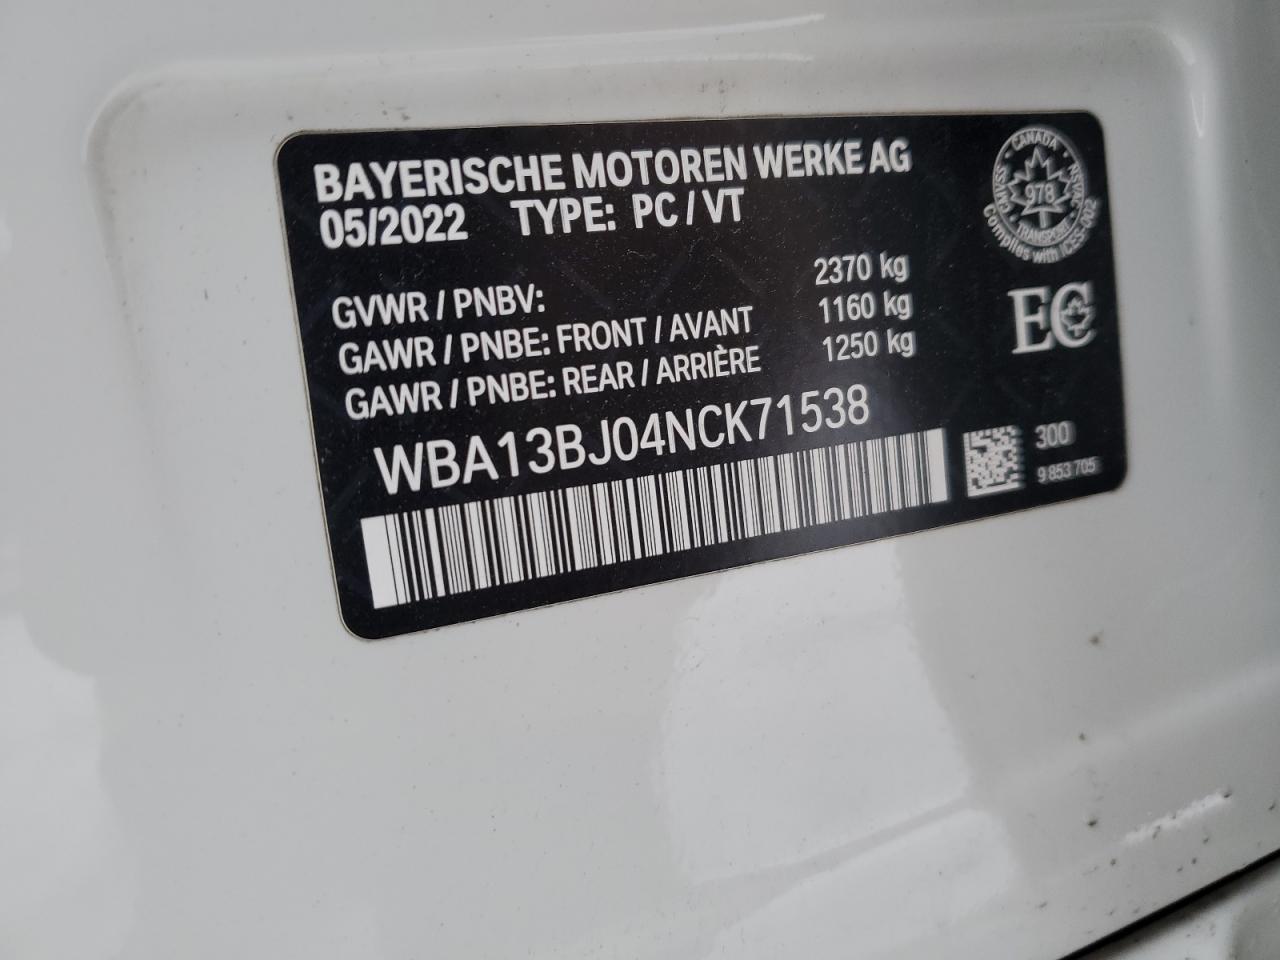 BAYERISCHE MOTOREN WERKE AG
05/2022 TYPE: PC / VT
GVWR / PNBV: 2370 kg
GAWR / PNBE: FRONT / AVANT 1160 kg
GAWR / PNBE: REAR / ARRIÈRE 1250 kg
WBA13BJ04NCK71538
CANADA
978
TRANSPORT
Complies with ICES-002
EC
300
9 853 705